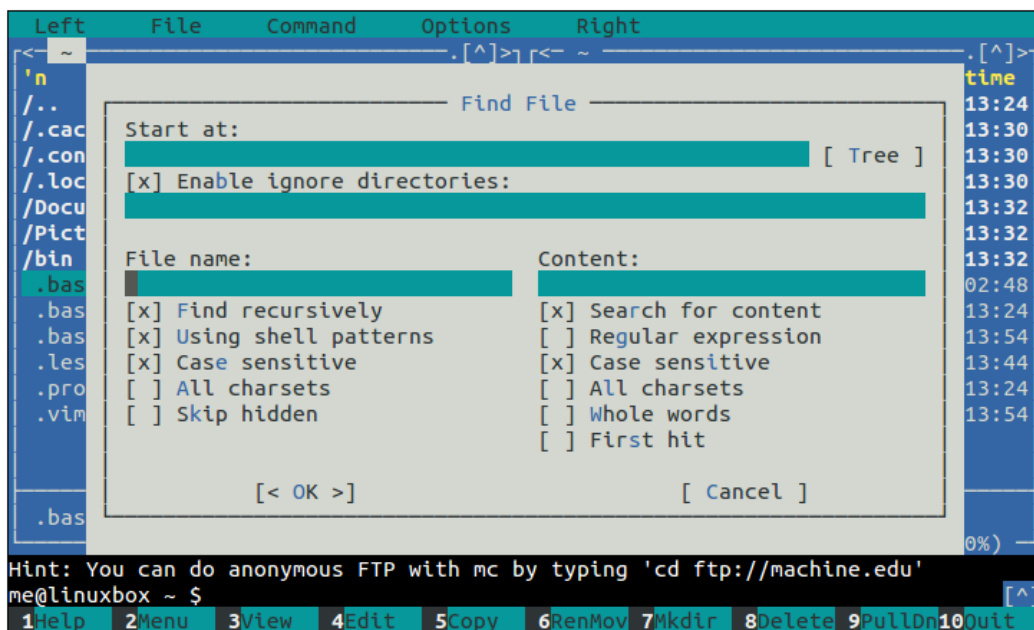 Left File Command Options Right
<─ ~ ─.[^]> <─ ~ ─.[^]>
'n time
/.. Find File 13:24
/.cac Start at: 13:30
/.con [ Tree ] 13:30
/.loc [x] Enable ignore directories: 13:30
/Docu 13:32
/Pict 13:32
/bin File name: Content: 13:32
.bas 02:48
.bas [x] Find recursively [x] Search for content 13:24
.bas [x] Using shell patterns [ ] Regular expression 13:54
.les [x] Case sensitive [x] Case sensitive 13:44
.pro [ ] All charsets [ ] All charsets 13:24
.vim [ ] Skip hidden [ ] Whole words 13:54
[ ] First hit
[< OK >] [ Cancel ]
.bas
0%)
Hint: You can do anonymous FTP with mc by typing 'cd ftp://machine.edu'
me@linuxbox ~ $ [^]
1Help 2Menu 3View 4Edit 5Copy 6RenMov 7Mkdir 8Delete 9PullDn 10Quit